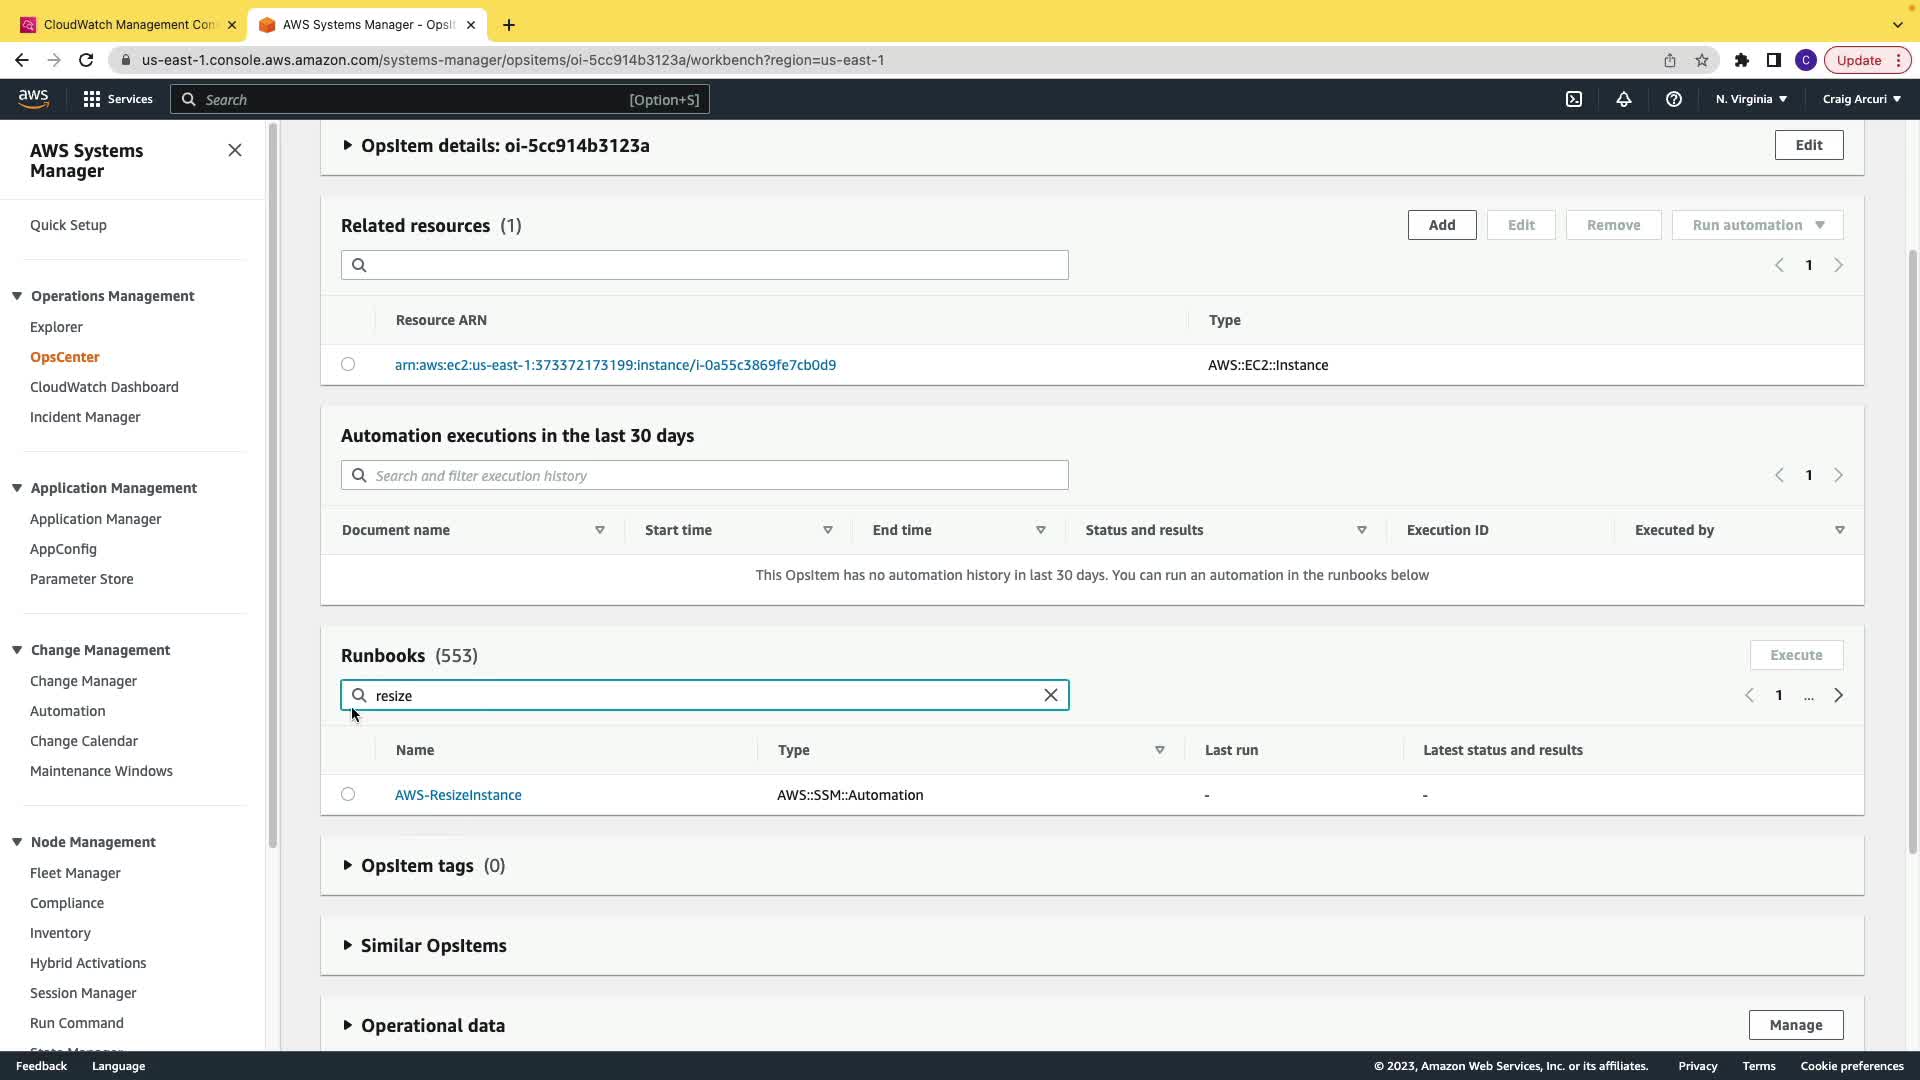 CloudWatch Management Con
AWS Systems Manager - OpsIt
us-east-1.console.aws.amazon.com/systems-manager/opsitems/oi-5cc914b3123a/workbench?region=us-east-1
C
Update
aws
Services
Search
[Option+S]
N. Virginia
Craig Arcuri
AWS Systems
Manager
Quick Setup
Operations Management
Explorer
OpsCenter
CloudWatch Dashboard
Incident Manager
Application Management
Application Manager
AppConfig
Parameter Store
Change Management
Change Manager
Automation
Change Calendar
Maintenance Windows
Node Management
Fleet Manager
Compliance
Inventory
Hybrid Activations
Session Manager
Run Command
OpsItem details: oi-5cc914b3123a
Edit
Related resources (1)
Add
Edit
Remove
Run automation
1
Resource ARN
Type
arn:aws:ec2:us-east-1:373372173199:instance/i-0a55c3869fe7cb0d9
AWS::EC2::Instance
Automation executions in the last 30 days
Search and filter execution history
1
Document name
Start time
End time
Status and results
Execution ID
Executed by
This OpsItem has no automation history in last 30 days. You can run an automation in the runbooks below
Runbooks (553)
Execute
resize
1 ...
Name
Type
Last run
Latest status and results
AWS-ResizeInstance
AWS::SSM::Automation
-
-
OpsItem tags (0)
Similar OpsItems
Operational data
Manage
Feedback
Language
© 2023, Amazon Web Services, Inc. or its affiliates.
Privacy
Terms
Cookie preferences